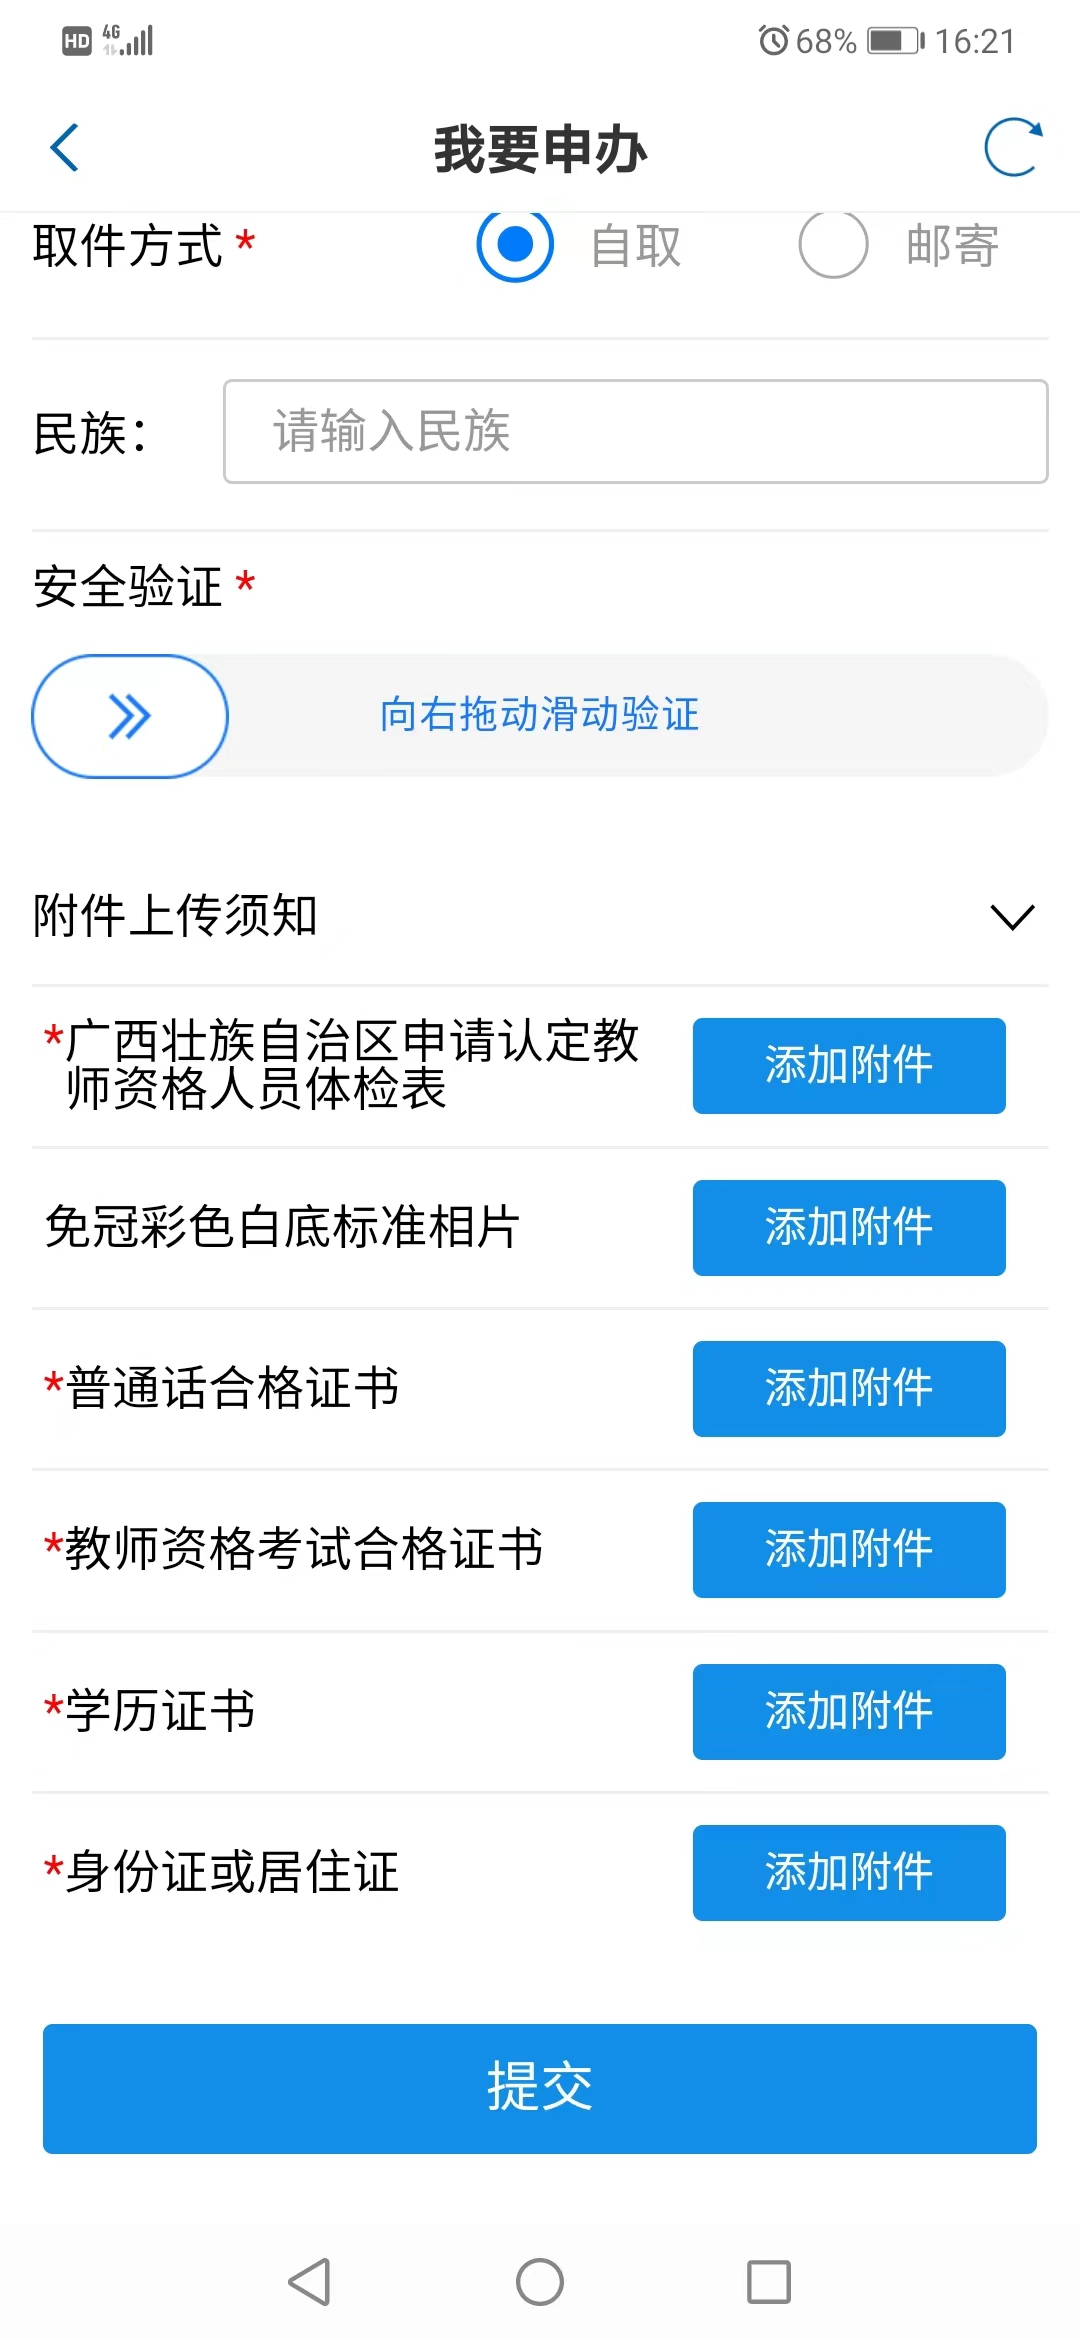 HD 4G 68% 16:21
我要申办
取件方式 * 自取 邮寄
民族： 请输入民族
安全验证 *
向右拖动滑动验证
附件上传须知
*广西壮族自治区申请认定教
师资格人员体检表 添加附件
免冠彩色白底标准相片 添加附件
*普通话合格证书 添加附件
*教师资格考试合格证书 添加附件
*学历证书 添加附件
*身份证或居住证 添加附件
提交